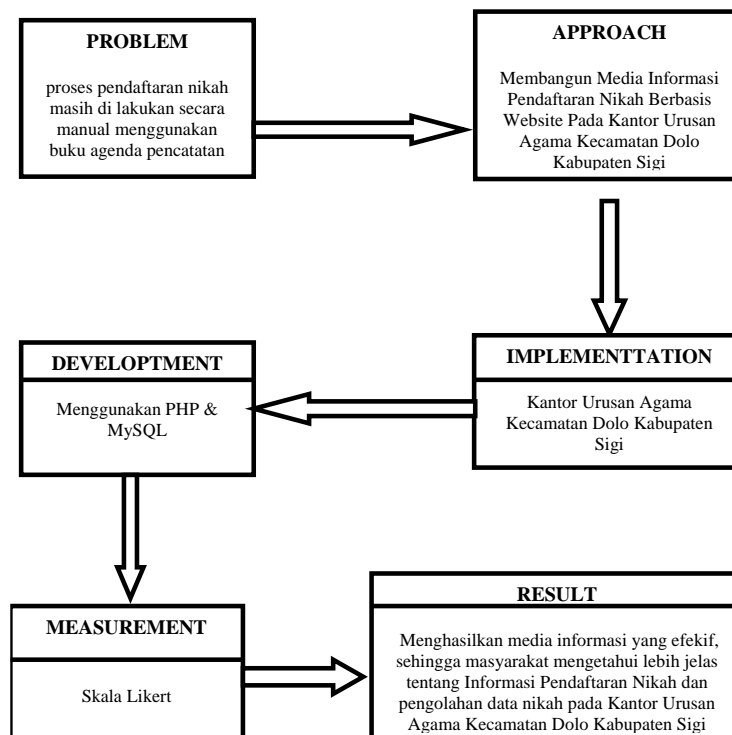 PROBLEM
proses pendaftaran nikah
masih di lakukan secara
manual menggunakan
buku agenda pencatatan
APPROACH
Membangun Media Informasi
Pendaftaran Nikah Berbasis
Website Pada Kantor Urusan
Agama Kecamatan Dolo
Kabupaten Sigi
IMPLEMENTTATION
Kantor Urusan Agama
Kecamatan Dolo Kabupaten
Sigi
DEVELOPTMENT
Menggunakan PHP &
MySQL
MEASUREMENT
Skala Likert
RESULT
Menghasilkan media informasi yang efekif,
sehingga masyarakat mengetahui lebih jelas
tentang Informasi Pendaftaran Nikah dan
pengolahan data nikah pada Kantor Urusan
Agama Kecamatan Dolo Kabupaten Sigi